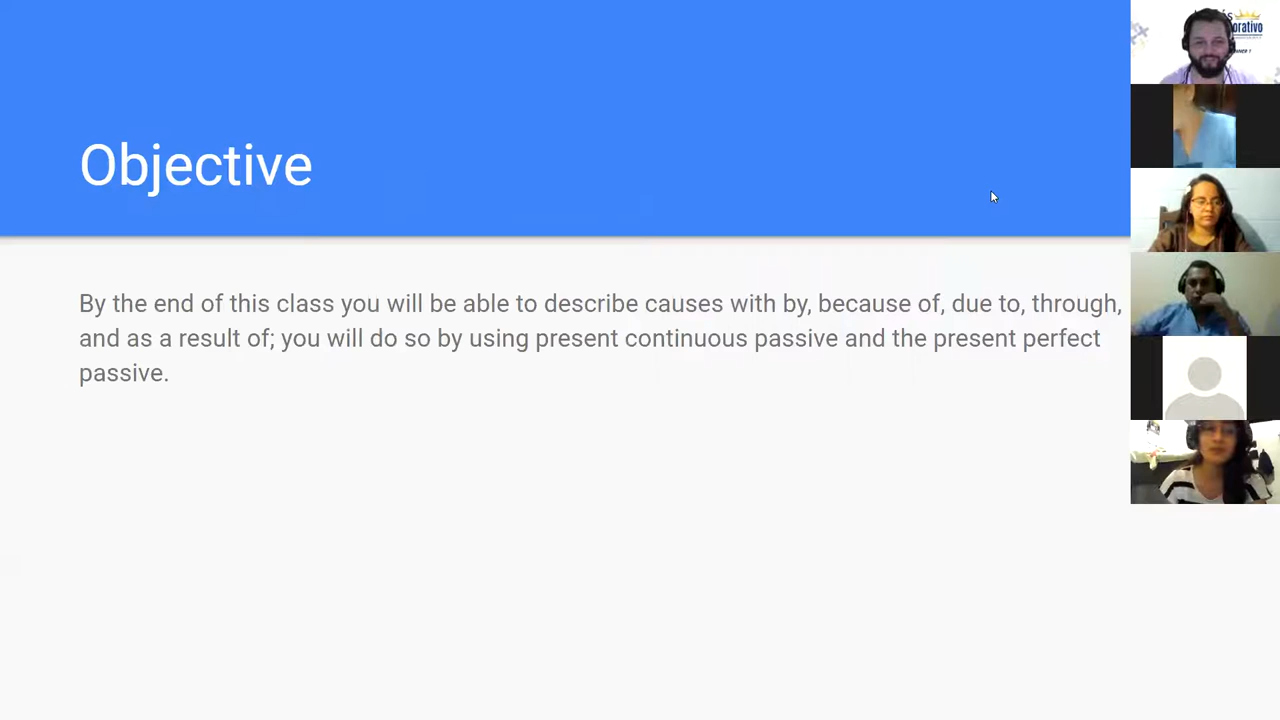 Objective
By the end of this class you will be able to describe causes with by, because of, due to, through,
and as a result of; you will do so by using present continuous passive and the present perfect
passive.
orativo